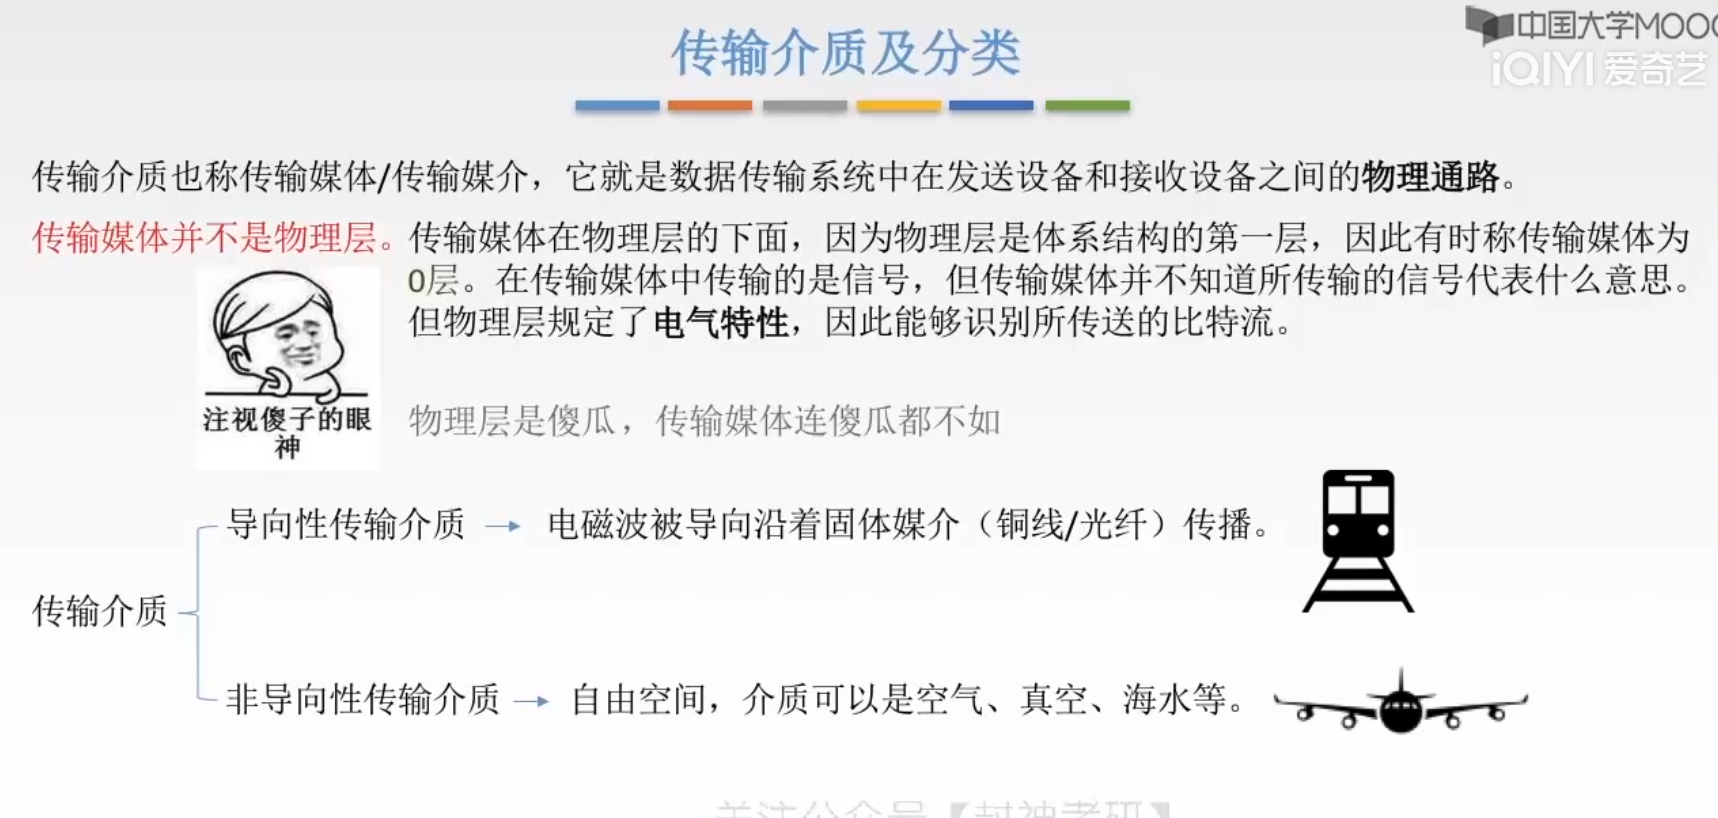 中国大学MOOC
iQIYI 爱奇艺
传输介质及分类
传输介质也称传输媒体/传输媒介，它就是数据传输系统中在发送设备和接收设备之间的物理通路。
传输媒体并不是物理层。传输媒体在物理层的下面，因为物理层是体系结构的第一层，因此有时称传输媒体为
0层。在传输媒体中传输的是信号，但传输媒体并不知道所传输的信号代表什么意思。
但物理层规定了电气特性，因此能够识别所传送的比特流。
注视傻子的眼
神
物理层是傻瓜，传输媒体连傻瓜都不如
导向性传输介质 → 电磁波被导向沿着固体媒介（铜线/光纤）传播。
传输介质
非导向性传输介质 → 自由空间，介质可以是空气、真空、海水等。
关注公众号【封神考研】